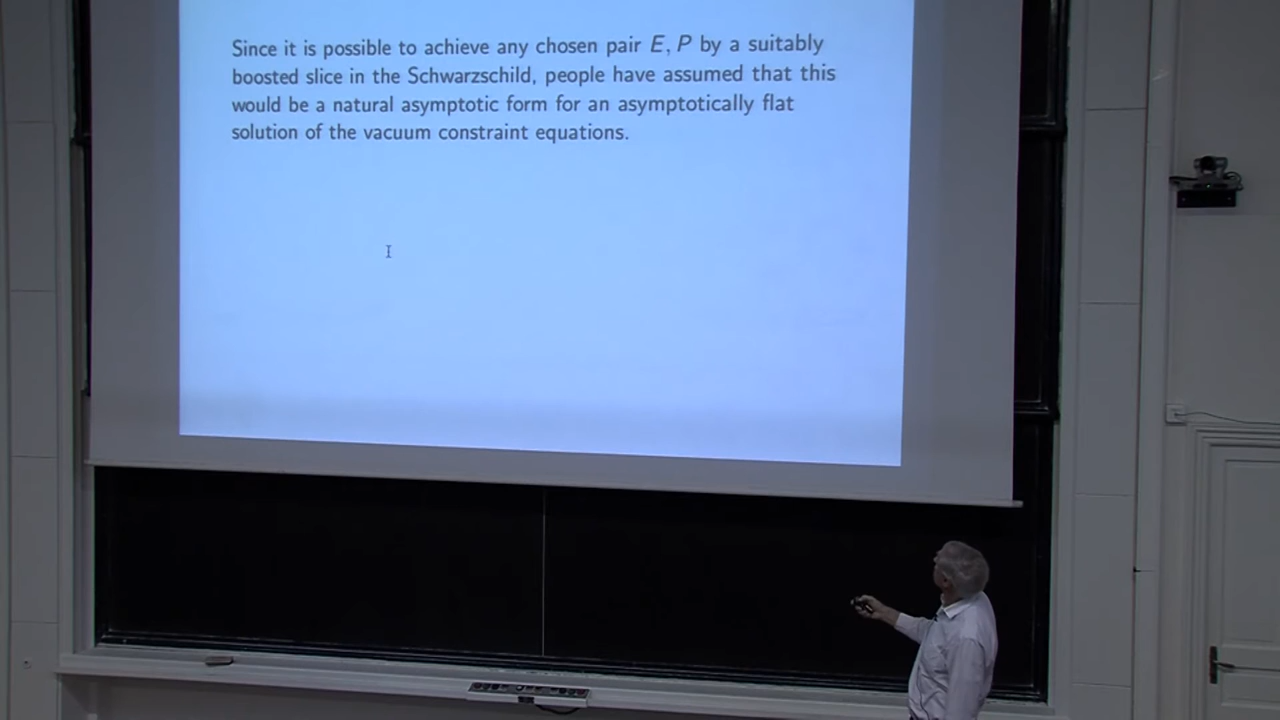 Since it is possible to achieve any chosen pair E, P by a suitably
boosted slice in the Schwarzschild, people have assumed that this
would be a natural asymptotic form for an asymptotically flat
solution of the vacuum constraint equations.